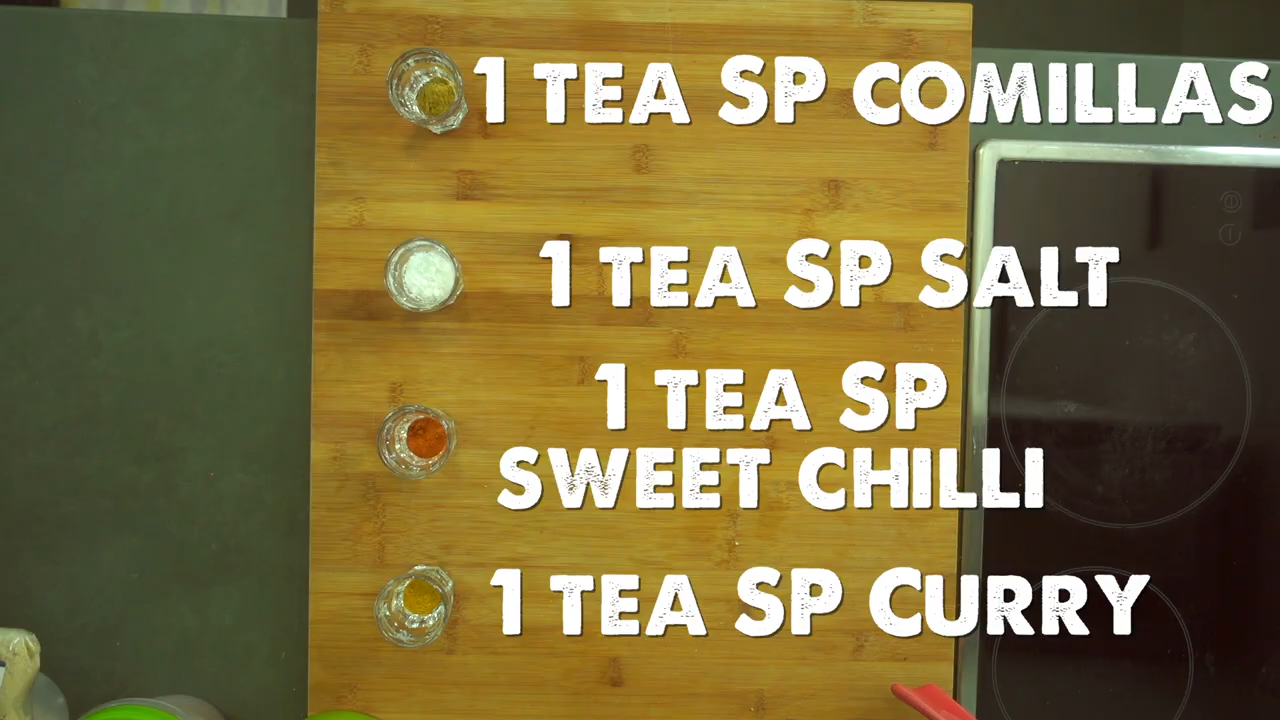 1 TEA SP COMILLAS
1 TEA SP SALT
1 TEA SP
SWEET CHILLI
1 TEA SP CURRY